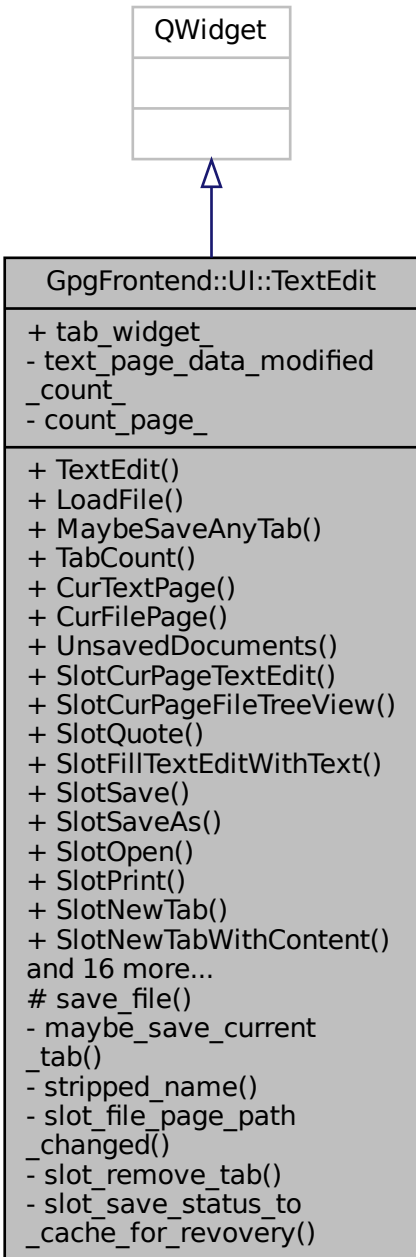 QWidget
GpgFrontend::UI::TextEdit
+ tab_widget_
- text_page_data_modified
_count_
- count_page_
+ TextEdit()
+ LoadFile()
+ MaybeSaveAnyTab()
+ TabCount()
+ CurTextPage()
+ CurFilePage()
+ UnsavedDocuments()
+ SlotCurPageTextEdit()
+ SlotCurPageFileTreeView()
+ SlotQuote()
+ SlotFillTextEditWithText()
+ SlotSave()
+ SlotSaveAs()
+ SlotOpen()
+ SlotPrint()
+ SlotNewTab()
+ SlotNewTabWithContent()
and 16 more...
# save_file()
- maybe_save_current
_tab()
- stripped_name()
- slot_file_page_path
_changed()
- slot_remove_tab()
- slot_save_status_to
_cache_for_revovery()